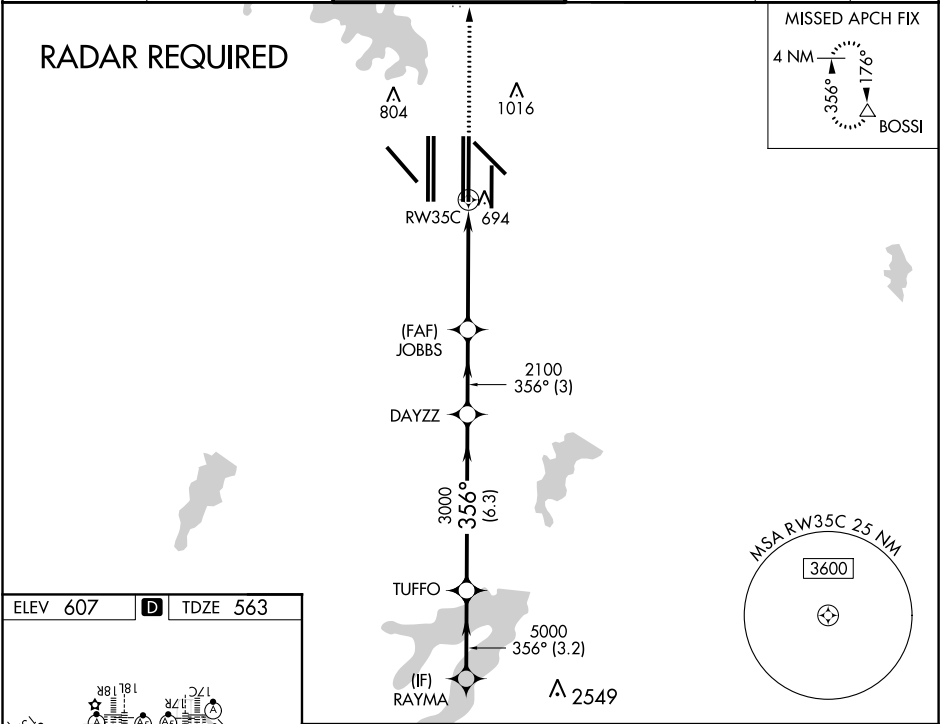 RADAR REQUIRED
MISSED APCH FIX
4 NM
356°
176°
BOSSI
804
1016
RW35C
694
(FAF)
JOBBS
2100
356° (3)
DAYZZ
3000
356°
(6.3)
MSA RW35C 25 NM
3600
TUFFO
5000
356° (3.2)
(IF)
RAYMA
2549
ELEV 607
D
TDZE 563
18R
18L
17R
17C
A
A